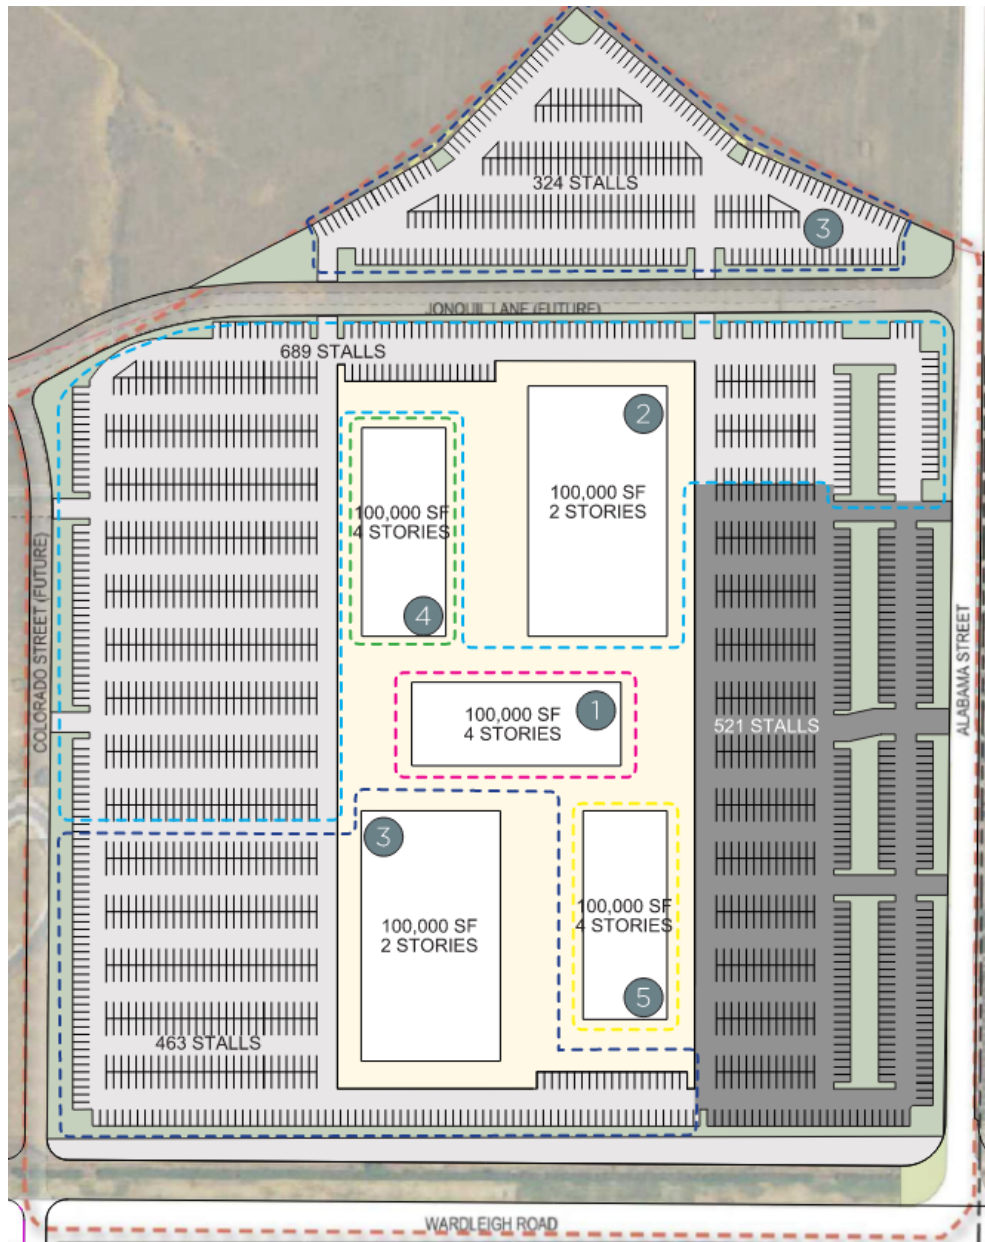 324 STALLS
3
JONQUIL LANE (FUTURE)
689 STALLS
2
100,000 SF
2 STORIES
100,000 SF
4 STORIES
4
COLORADO STREET (FUTURE)
ALABAMA STREET
1
100,000 SF
4 STORIES
521 STALLS
3
100,000 SF
2 STORIES
100,000 SF
4 STORIES
5
463 STALLS
WARDLEIGH ROAD